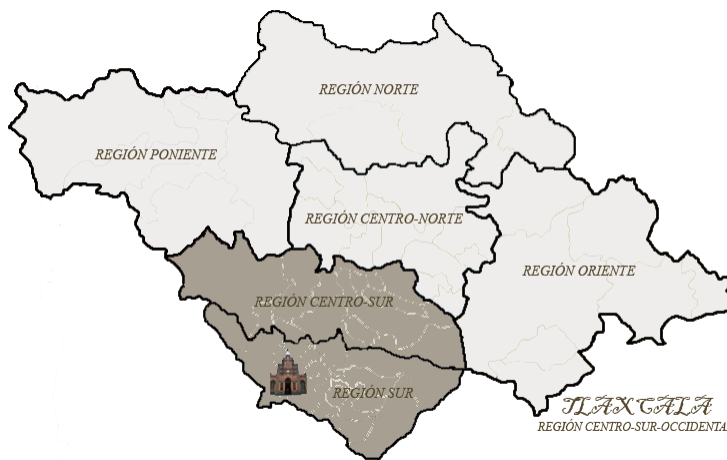 REGIÓN NORTE
REGIÓN PONIENTE
REGIÓN CENTRO-NORTE
REGIÓN ORIENTE
REGIÓN CENTRO-SUR
REGIÓN SUR
TLAXCALA
REGIÓN CENTRO-SUR-OCCIDENTA